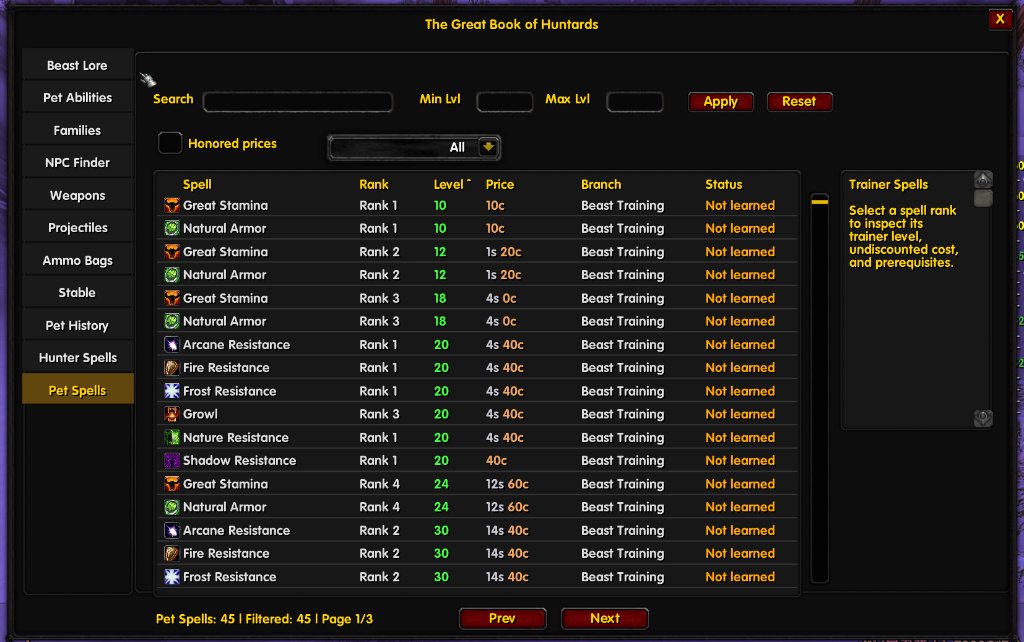 The Great Book of Huntards
X
Beast Lore
Pet Abilities
Families
NPC Finder
Weapons
Projectiles
Ammo Bags
Stable
Pet History
Hunter Spells
Pet Spells
Search Min Lvl Max Lvl Apply Reset
Honored prices All
Spell Rank Level Price Branch Status
Great Stamina Rank 1 10 10c Beast Training Not learned
Natural Armor Rank 1 10 10c Beast Training Not learned
Great Stamina Rank 2 12 1s 20c Beast Training Not learned
Natural Armor Rank 2 12 1s 20c Beast Training Not learned
Great Stamina Rank 3 18 4s 0c Beast Training Not learned
Natural Armor Rank 3 18 4s 0c Beast Training Not learned
Arcane Resistance Rank 1 20 4s 40c Beast Training Not learned
Fire Resistance Rank 1 20 4s 40c Beast Training Not learned
Frost Resistance Rank 1 20 4s 40c Beast Training Not learned
Growl Rank 3 20 4s 40c Beast Training Not learned
Nature Resistance Rank 1 20 4s 40c Beast Training Not learned
Shadow Resistance Rank 1 20 40c Beast Training Not learned
Great Stamina Rank 4 24 12s 60c Beast Training Not learned
Natural Armor Rank 4 24 12s 60c Beast Training Not learned
Arcane Resistance Rank 2 30 14s 40c Beast Training Not learned
Fire Resistance Rank 2 30 14s 40c Beast Training Not learned
Frost Resistance Rank 2 30 14s 40c Beast Training Not learned
Trainer Spells
Select a spell rank
to inspect its
trainer level,
undiscounted cost,
and prerequisites.
Pet Spells: 45 | Filtered: 45 | Page 1/3 Prev Next